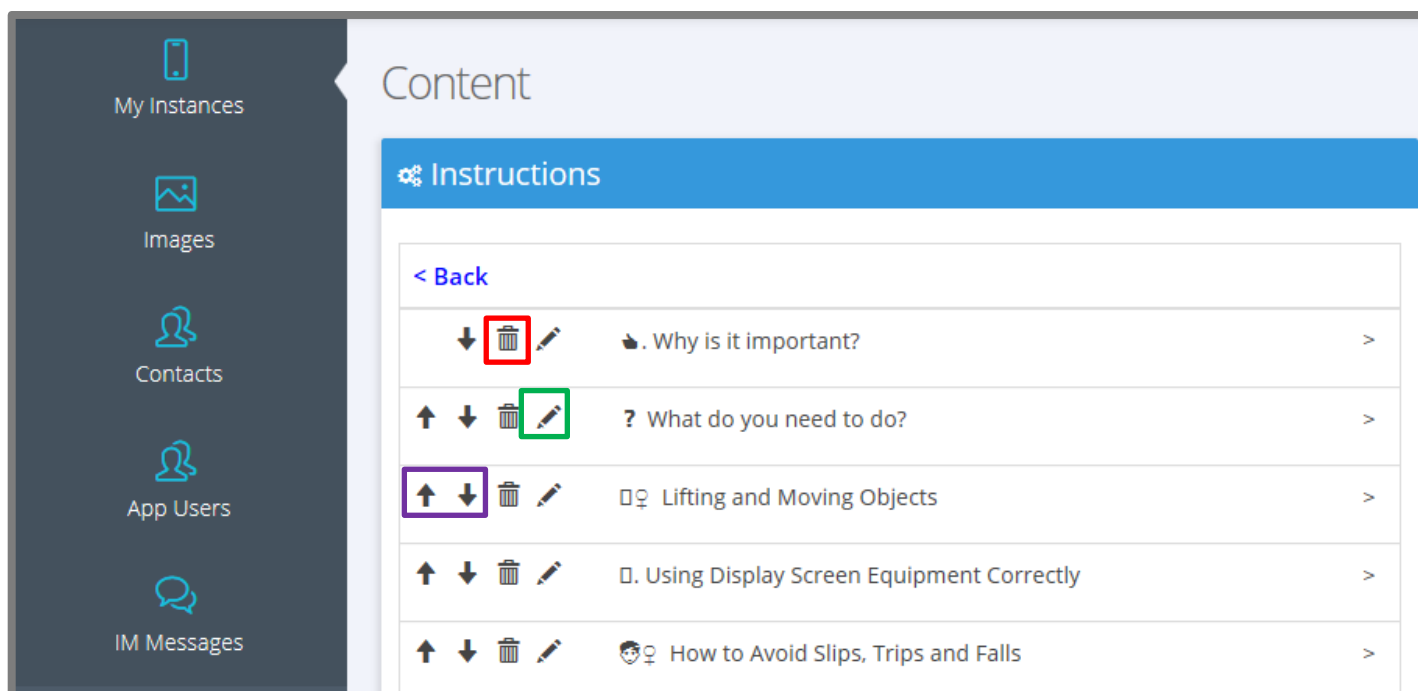 My Instances
Images
Contacts
App Users
IM Messages
Content
Instructions
< Back
. Why is it important? >
? What do you need to do? >
▯♀ Lifting and Moving Objects >
▯. Using Display Screen Equipment Correctly >
♀ How to Avoid Slips, Trips and Falls >